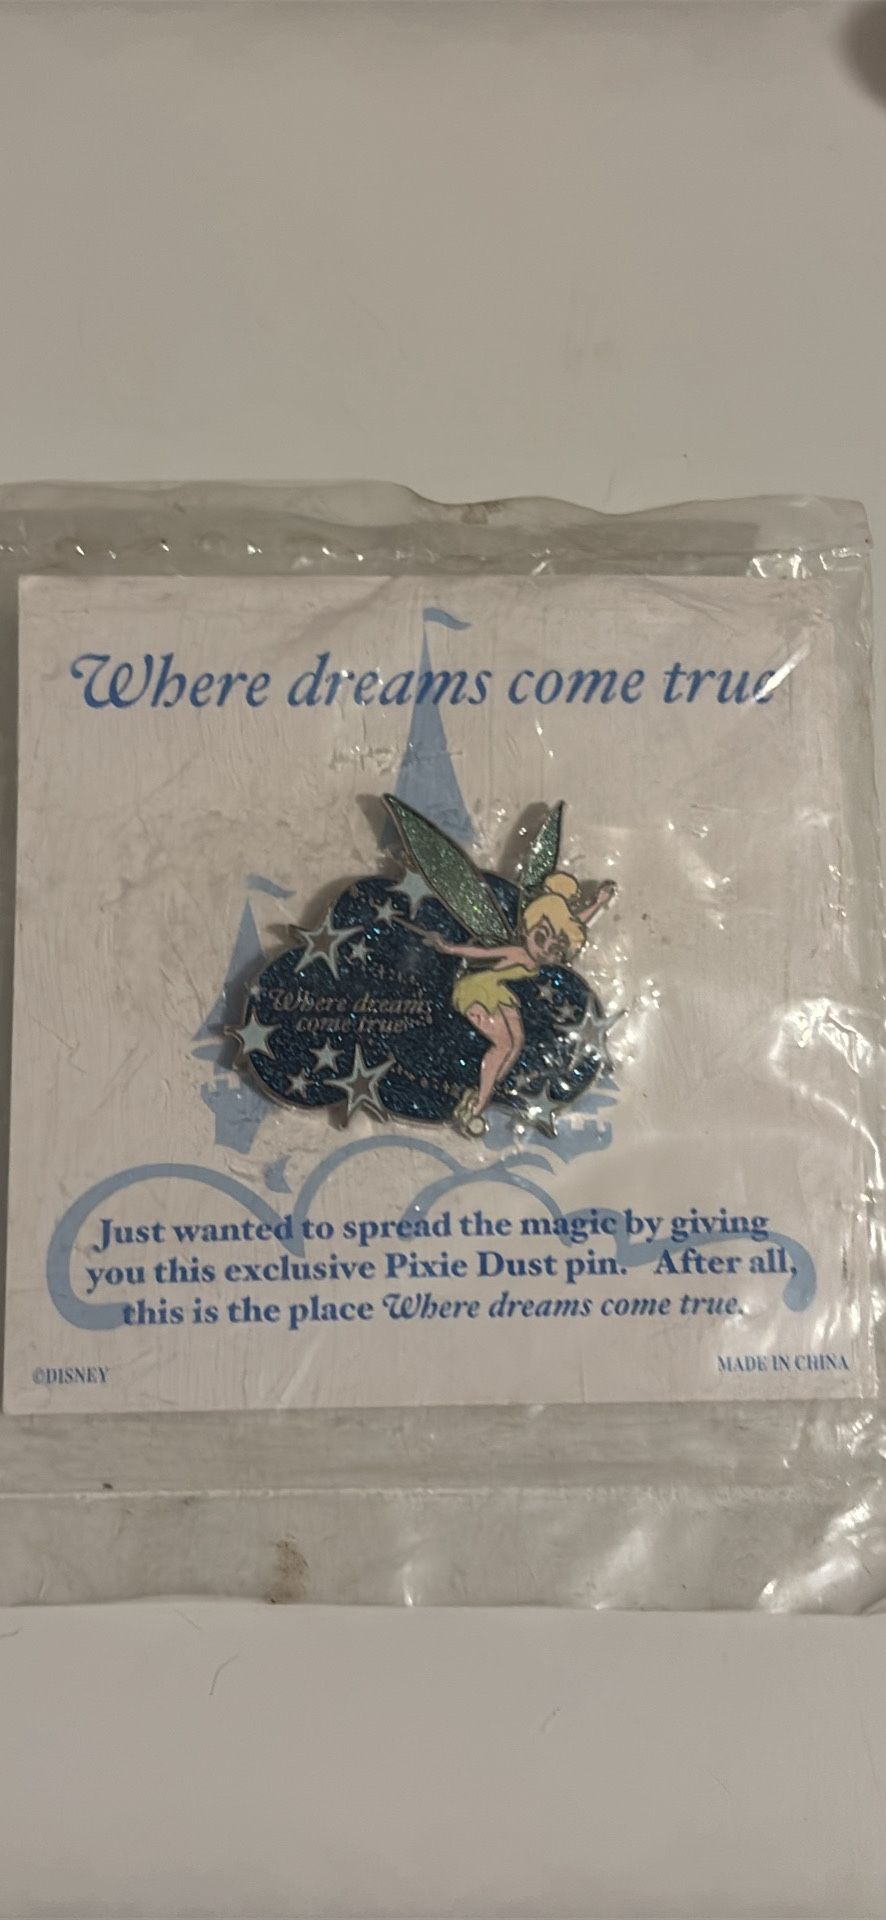 Where dreams come true
Where dreams
come true
Just wanted to spread the magic by giving
you this exclusive Pixie Dust pin. After all,
this is the place Where dreams come true.
©DISNEY
MADE IN CHINA